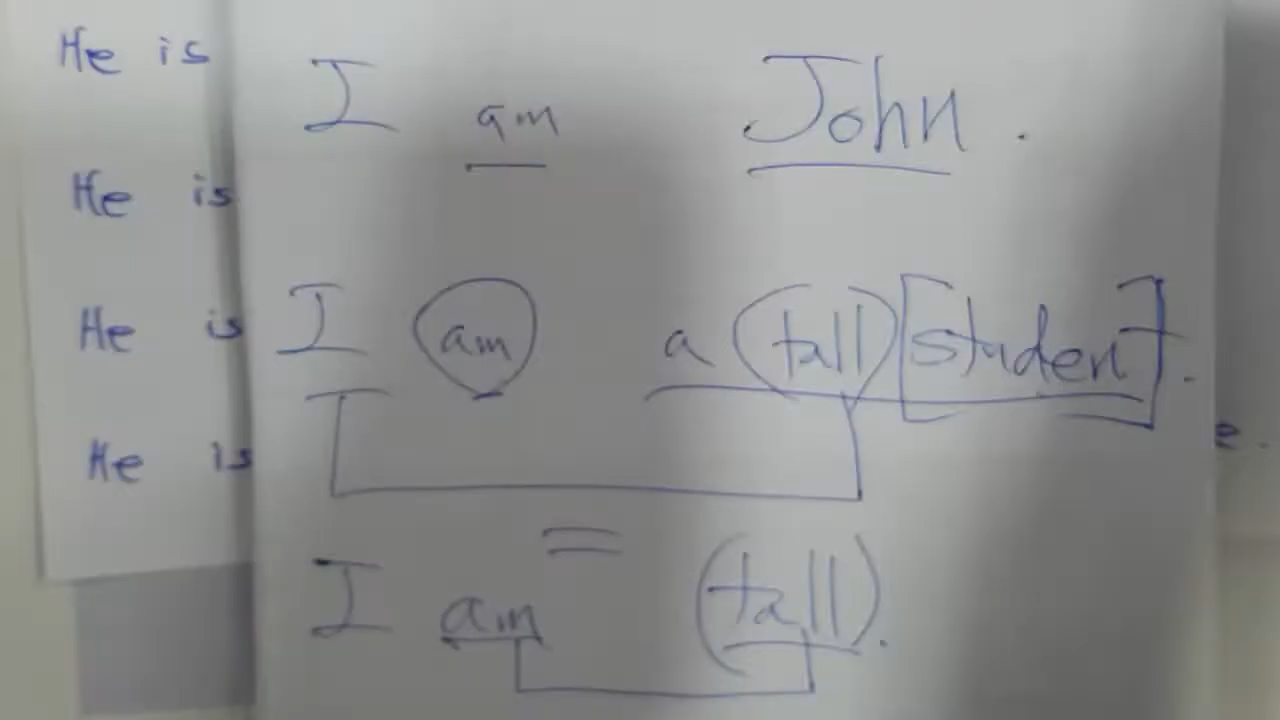 He is
I am John.
He is
He is
I am a tall student.
He is
e.
=
I am (tall).